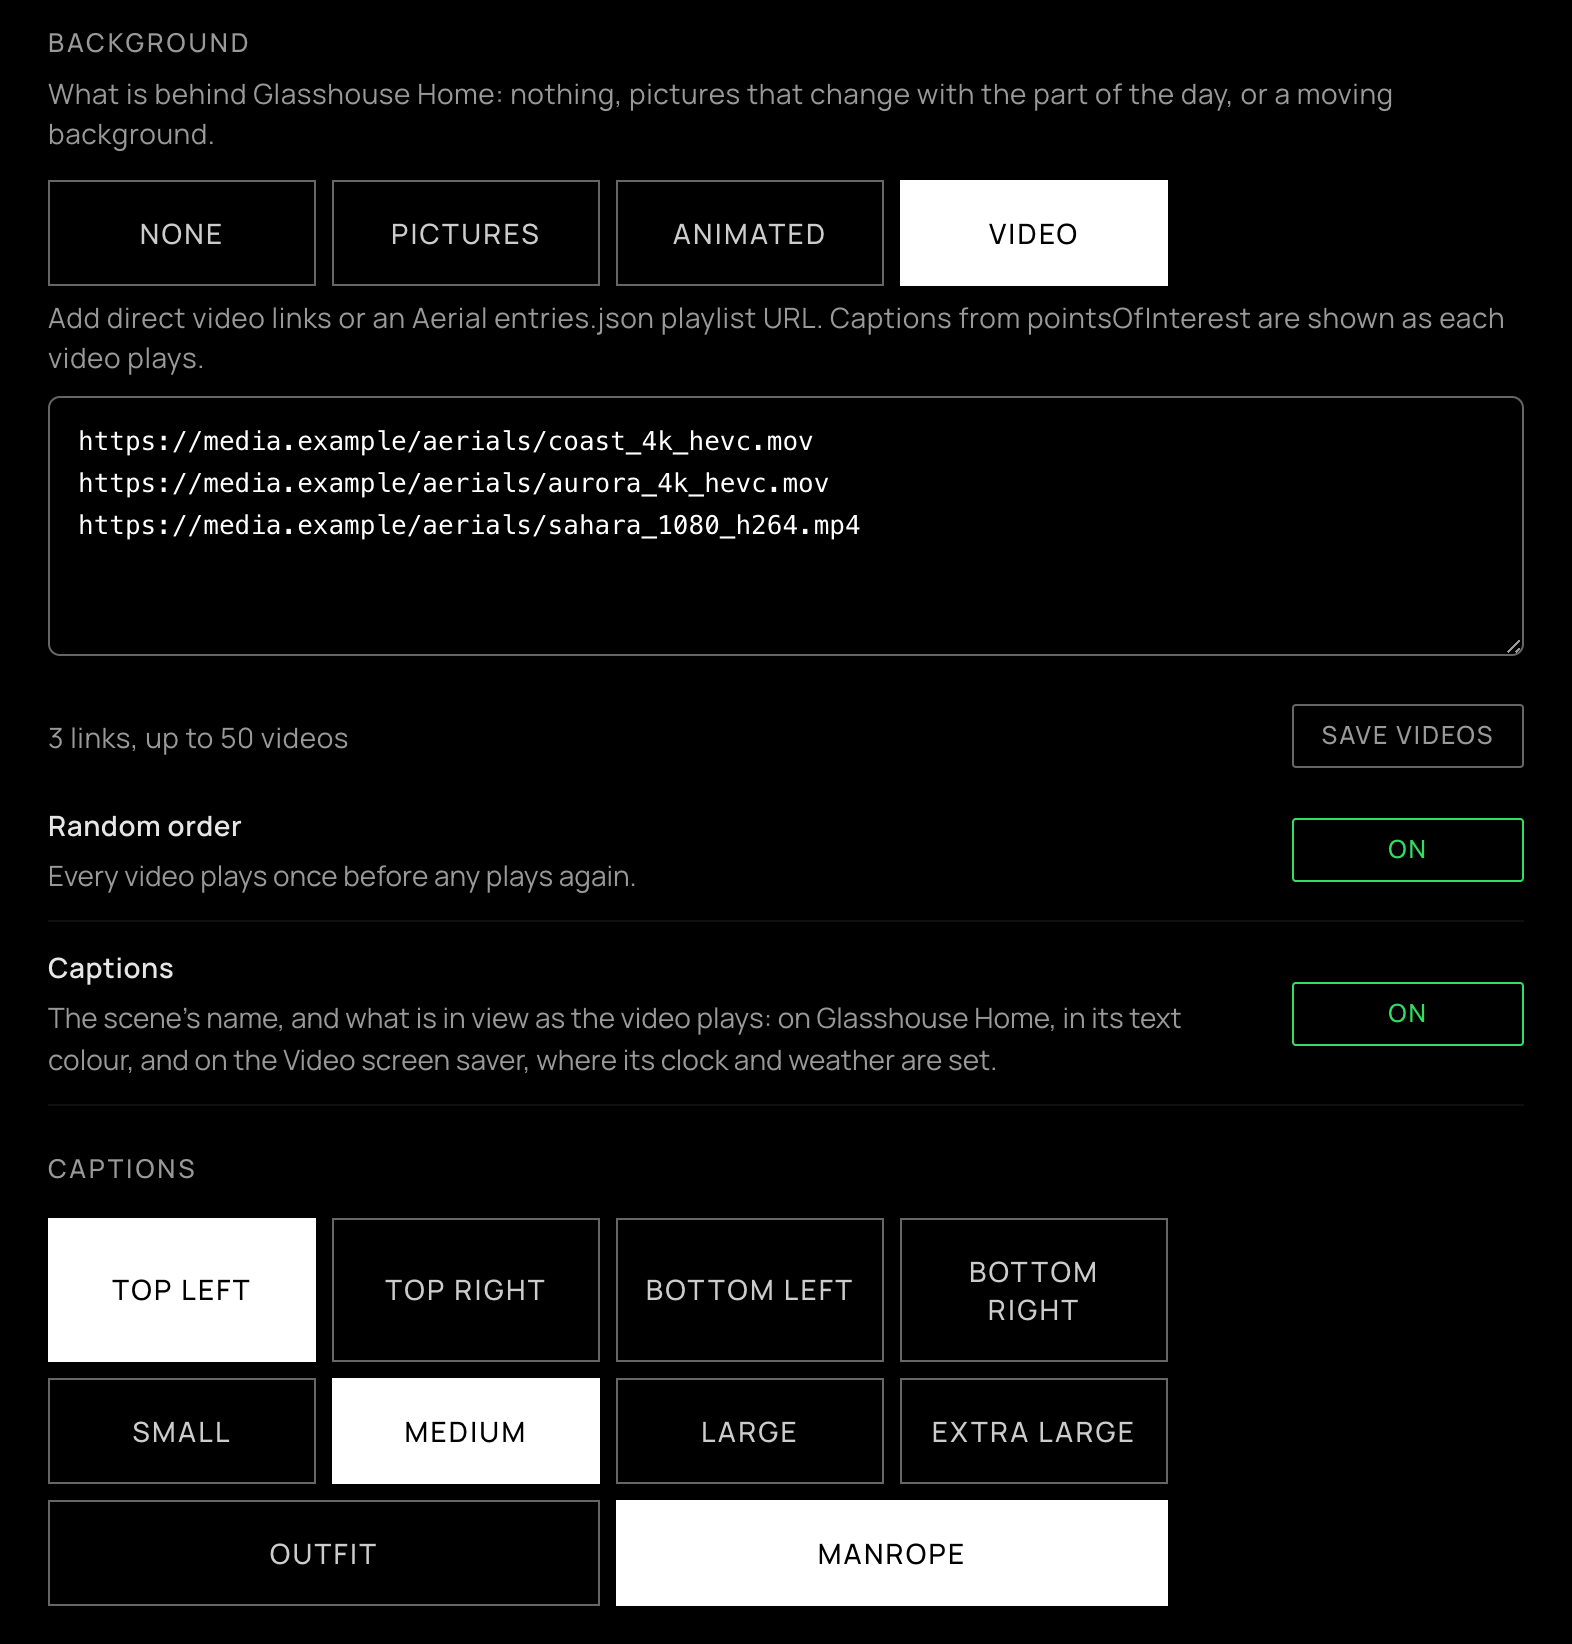 BACKGROUND
What is behind Glasshouse Home: nothing, pictures that change with the part of the day, or a moving
background.
NONE
PICTURES
ANIMATED
VIDEO
Add direct video links or an Aerial entries.json playlist URL. Captions from pointsOfInterest are shown as each
video plays.
https://media.example/aerials/coast_4k_hevc.mov
https://media.example/aerials/aurora_4k_hevc.mov
https://media.example/aerials/sahara_1080_h264.mp4
3 links, up to 50 videos
SAVE VIDEOS
Random order
ON
Every video plays once before any plays again.
Captions
The scene’s name, and what is in view as the video plays: on Glasshouse Home, in its text
colour, and on the Video screen saver, where its clock and weather are set.
ON
CAPTIONS
TOP LEFT
TOP RIGHT
BOTTOM LEFT
BOTTOM
RIGHT
SMALL
MEDIUM
LARGE
EXTRA LARGE
OUTFIT
MANROPE